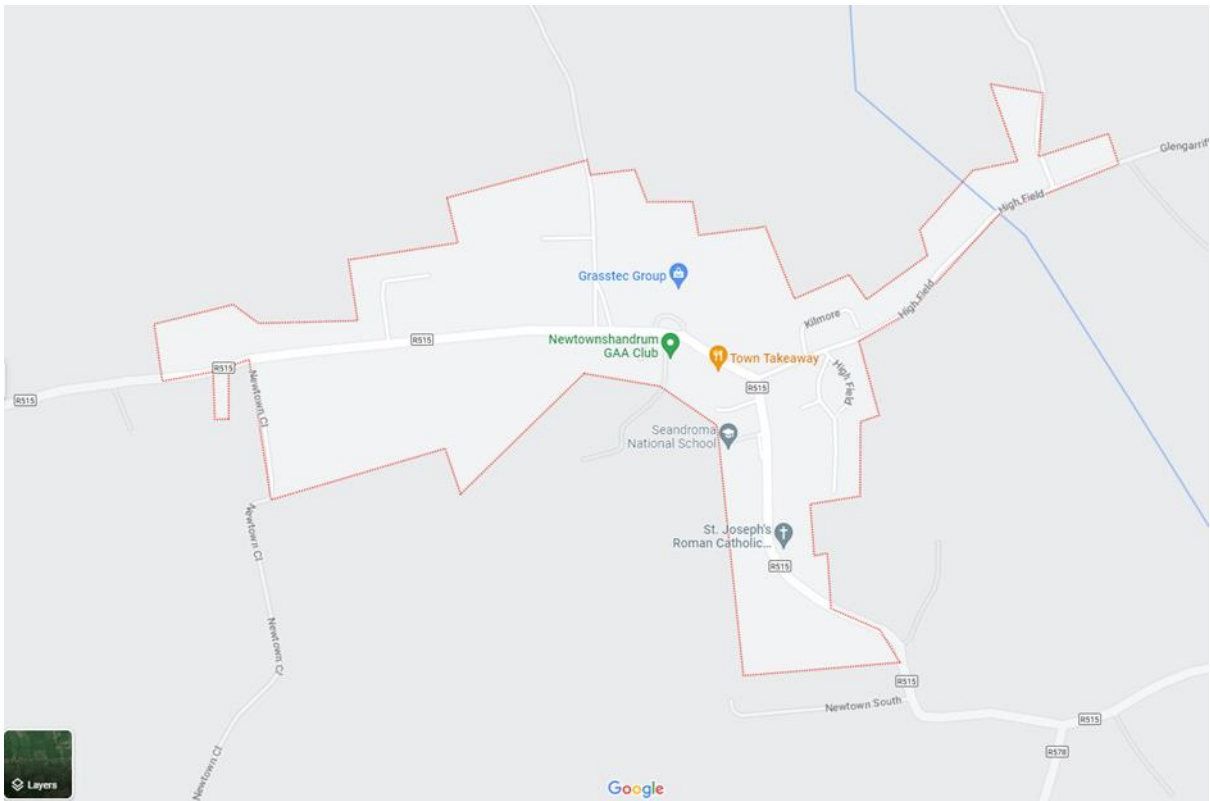 Glengarriff
High Field
Grasstec Group
High Field
Kilmore
Newtownshandrum
GAA Club
R515
Town Takeaway
R515
High Field
R515
Newtown Cl
R515
R515
Seandroma
National School
Newtown Cl
St. Joseph's
Roman Catholic...
R515
Newtown Cl
R515
Newtown South
R515
R578
Newtown Cl
Layers
Google